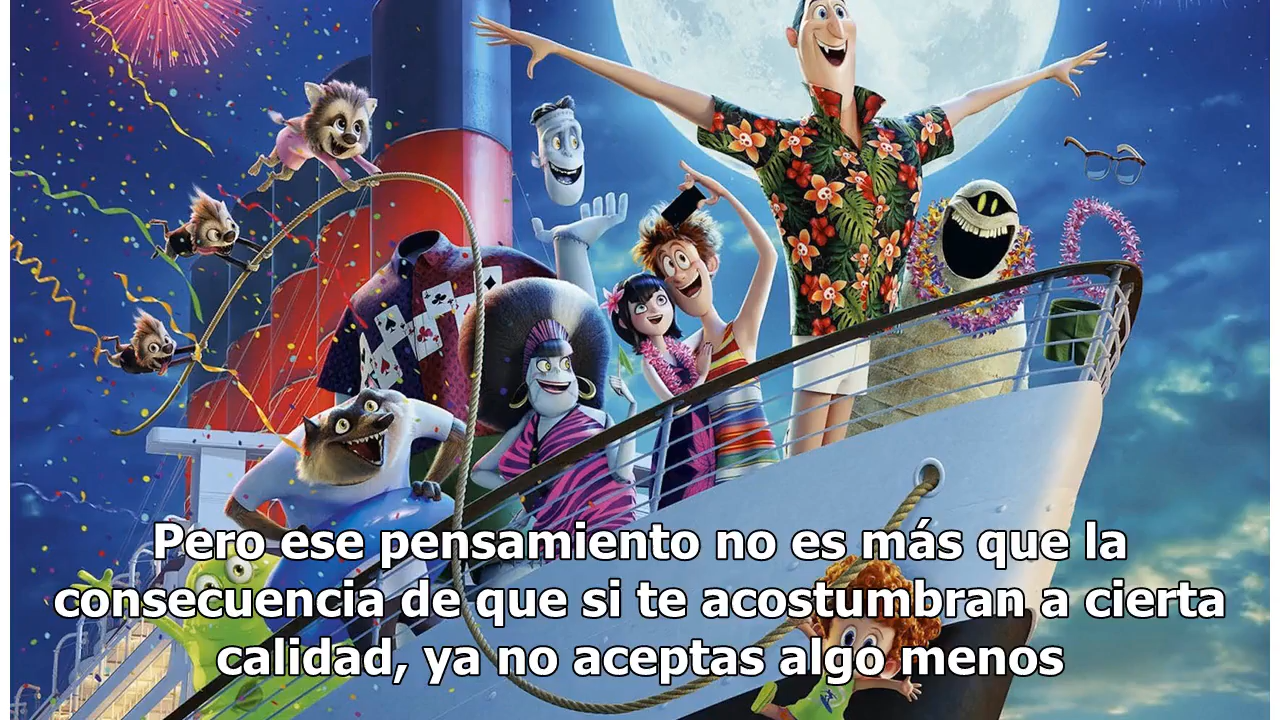 Pero ese pensamiento no es más que la
consecuencia de que si te acostumbran a cierta
calidad, ya no aceptas algo menos